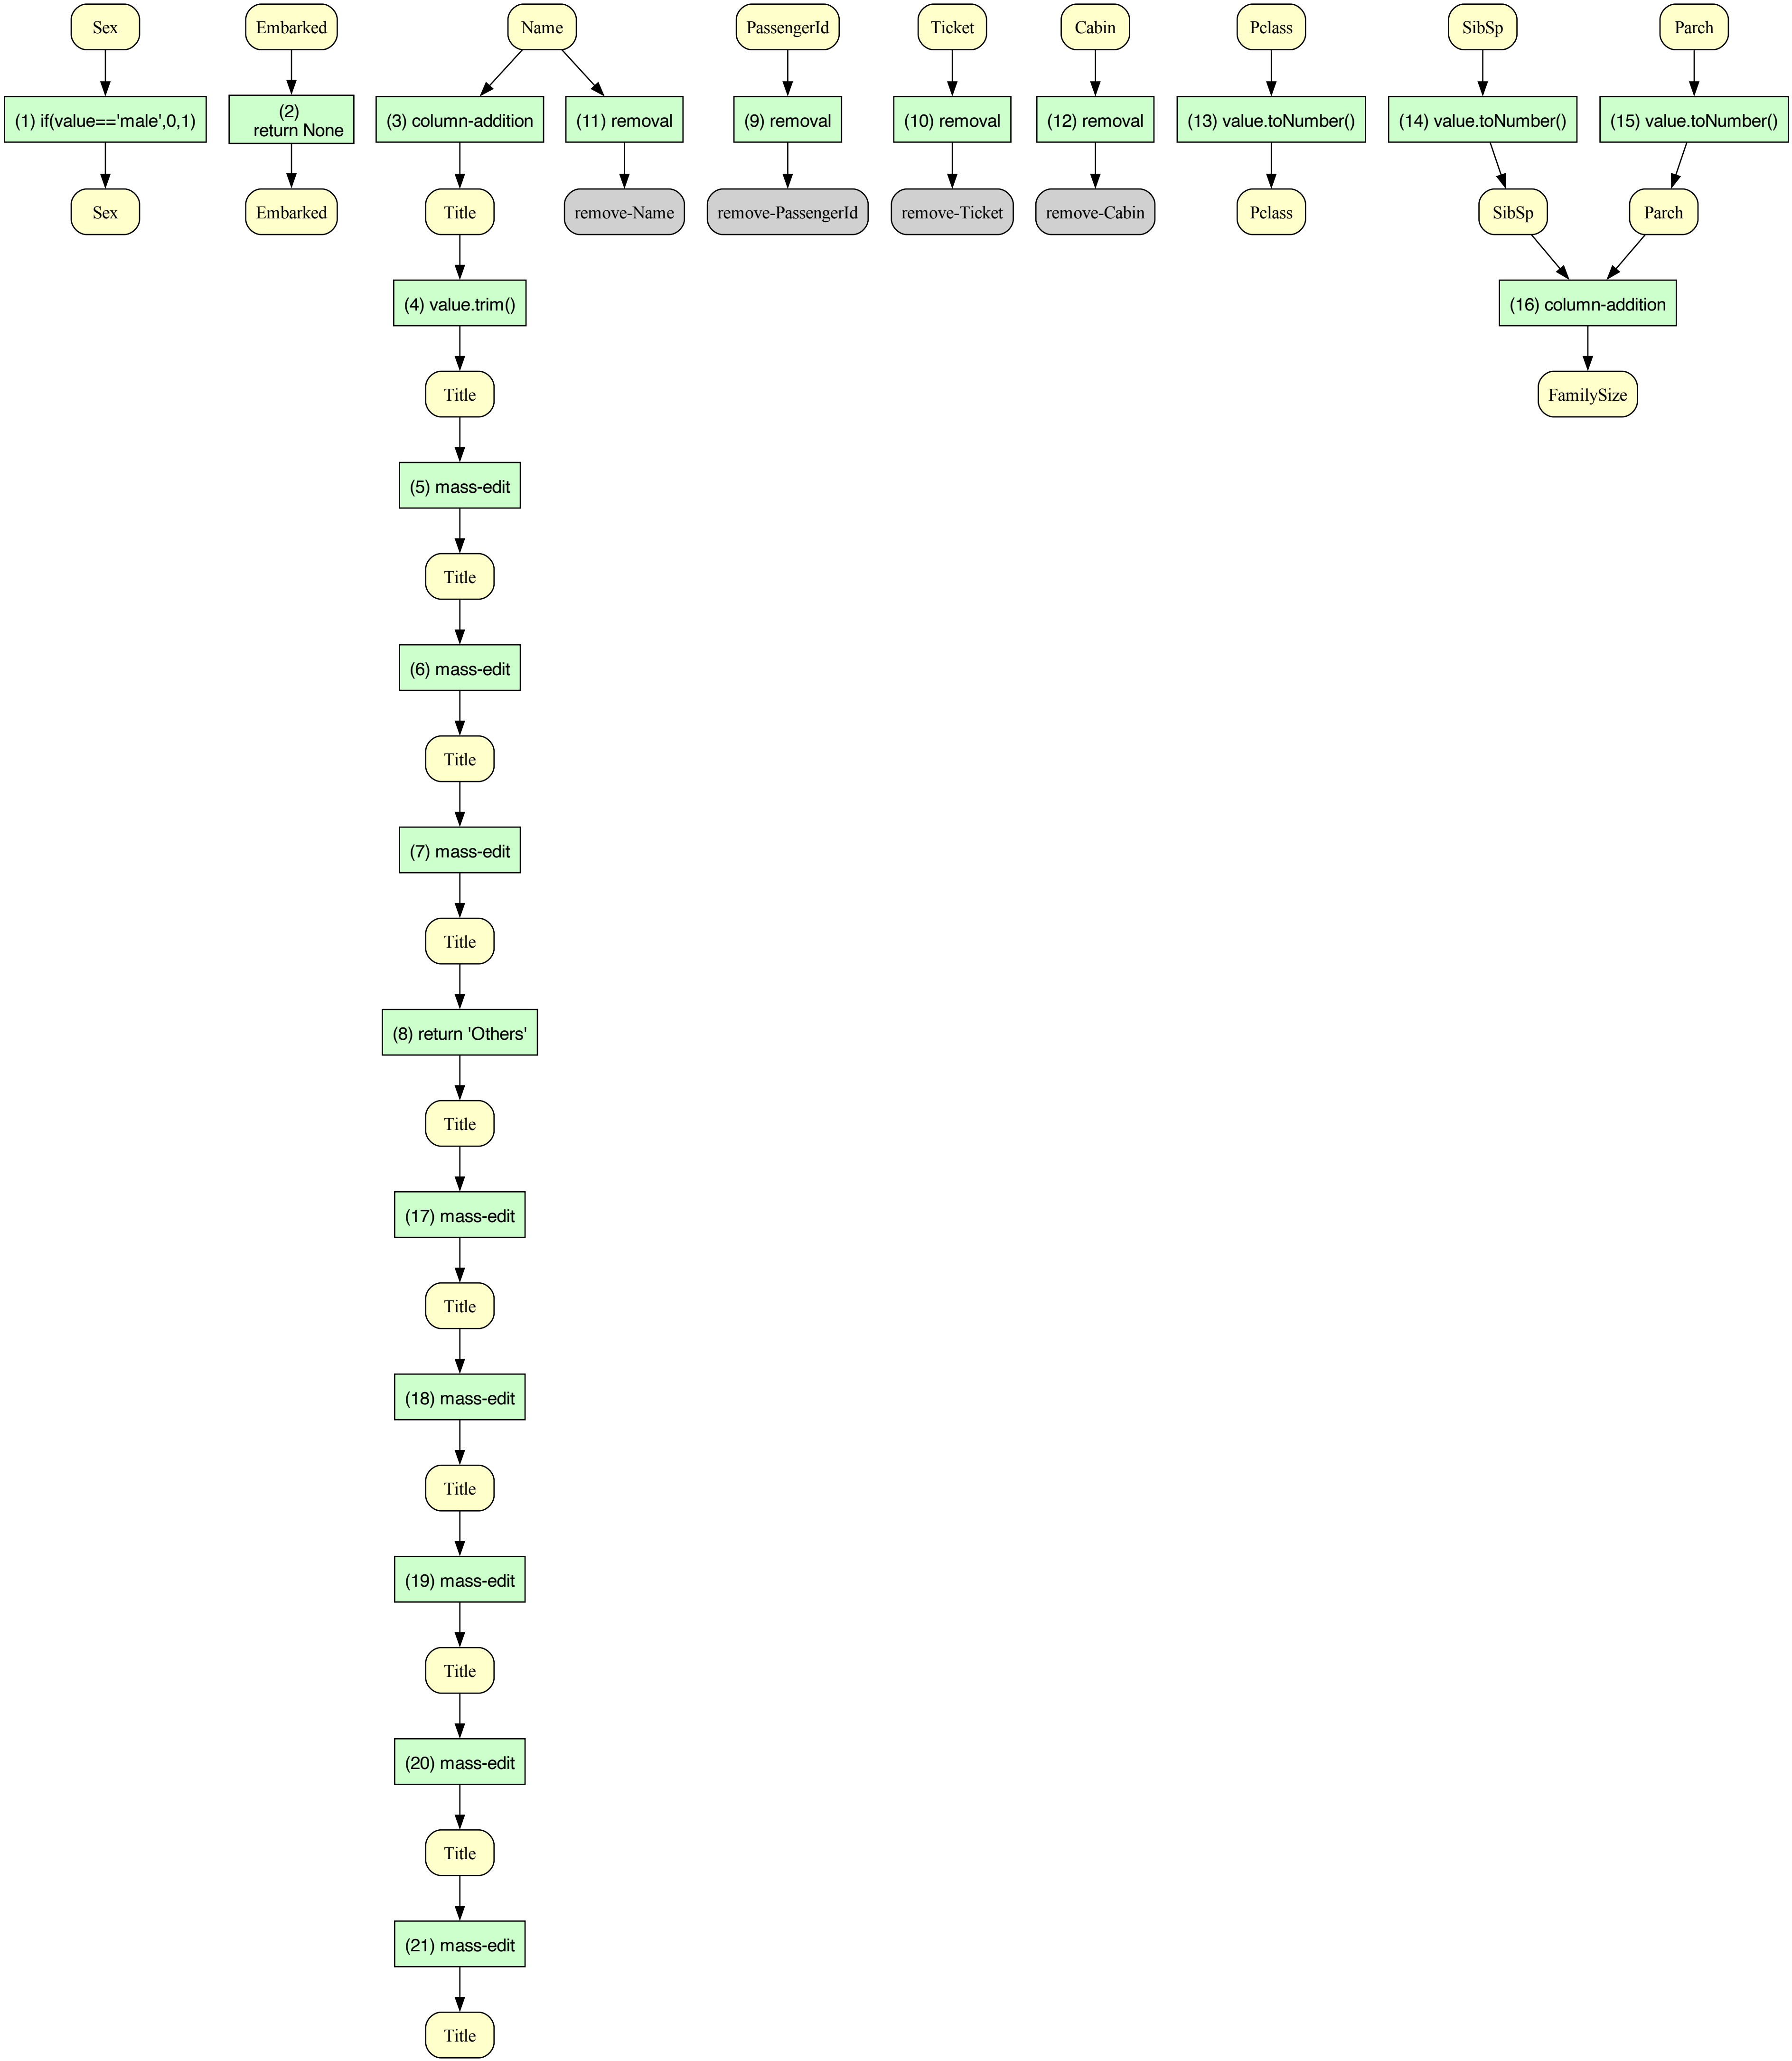 Sex
Embarked
Name
PassengerId
Ticket
Cabin
Pclass
SibSp
Parch
(1) if(value=='male',0,1)
(2)
return None
(3) column-addition
(11) removal
(9) removal
(10) removal
(12) removal
(13) value.toNumber()
(14) value.toNumber()
(15) value.toNumber()
Sex
Embarked
Title
remove-Name
remove-PassengerId
remove-Ticket
remove-Cabin
Pclass
SibSp
Parch
(4) value.trim()
(16) column-addition
Title
FamilySize
(5) mass-edit
Title
(6) mass-edit
Title
(7) mass-edit
Title
(8) return 'Others'
Title
(17) mass-edit
Title
(18) mass-edit
Title
(19) mass-edit
Title
(20) mass-edit
Title
(21) mass-edit
Title